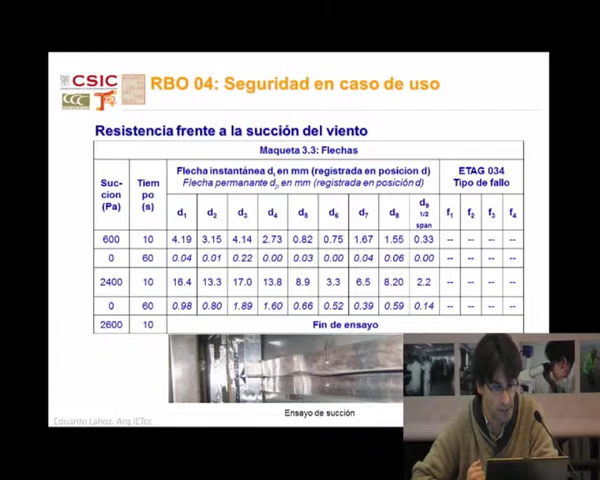 CSIC
RBO 04: Seguridad en caso de uso
Resistencia frente a la succión del viento
Maqueta 3.3: Flechas
Suc-cion (Pa) Tiem po (s) Flecha instantánea di en mm (registrada en posicion d) Flecha permanante dp en mm (registrada en posición d) ETAG 034 Tipo de fallo
d1 d2 d3 d4 d5 d6 d7 d8 d9 1/2 span f1 f2 f3 f4
600 10 4.19 3.15 4.14 2.73 0.82 0.75 1.67 1.55 0.33 -- -- -- --
0 60 0.04 0.01 0.22 0.00 0.03 0.00 0.04 0.06 0.00 -- -- -- --
2400 10 16.4 13.3 17.0 13.8 8.9 3.3 6.5 8.20 2.2 -- -- -- --
0 60 0.98 0.80 1.89 1.60 0.66 0.52 0.39 0.59 0.14 -- -- -- --
2600 10 Fin de ensayo
Ensayo de succión
Eduardo Lahoz. Arq.IETcc